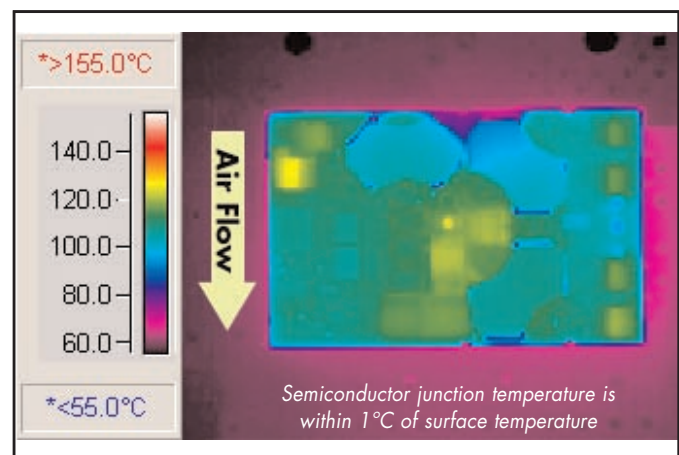 *>155.0°C
140.0
120.0
100.0
80.0
60.0
*<55.0°C
Air Flow
Semiconductor junction temperature is
within 1°C of surface temperature